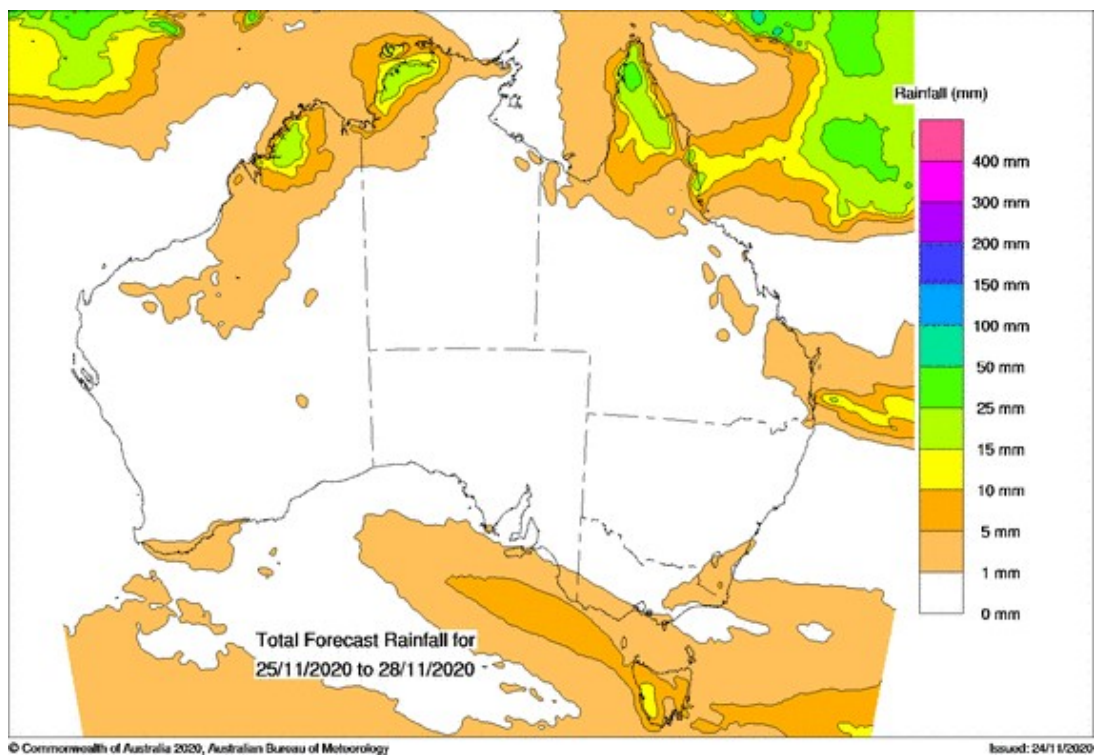 Rainfall (mm)
400 mm
300 mm
200 mm
150 mm
100 mm
50 mm
25 mm
15 mm
10 mm
5 mm
1 mm
0 mm
Total Forecast Rainfall for
25/11/2020 to 28/11/2020
© Commonwealth of Australia 2020, Australian Bureau of Meteorology
Issued: 24/11/2020